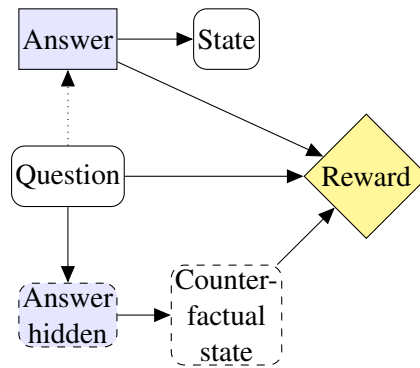 Answer
State
Question
Reward
Answer
hidden
Counter-
factual
state